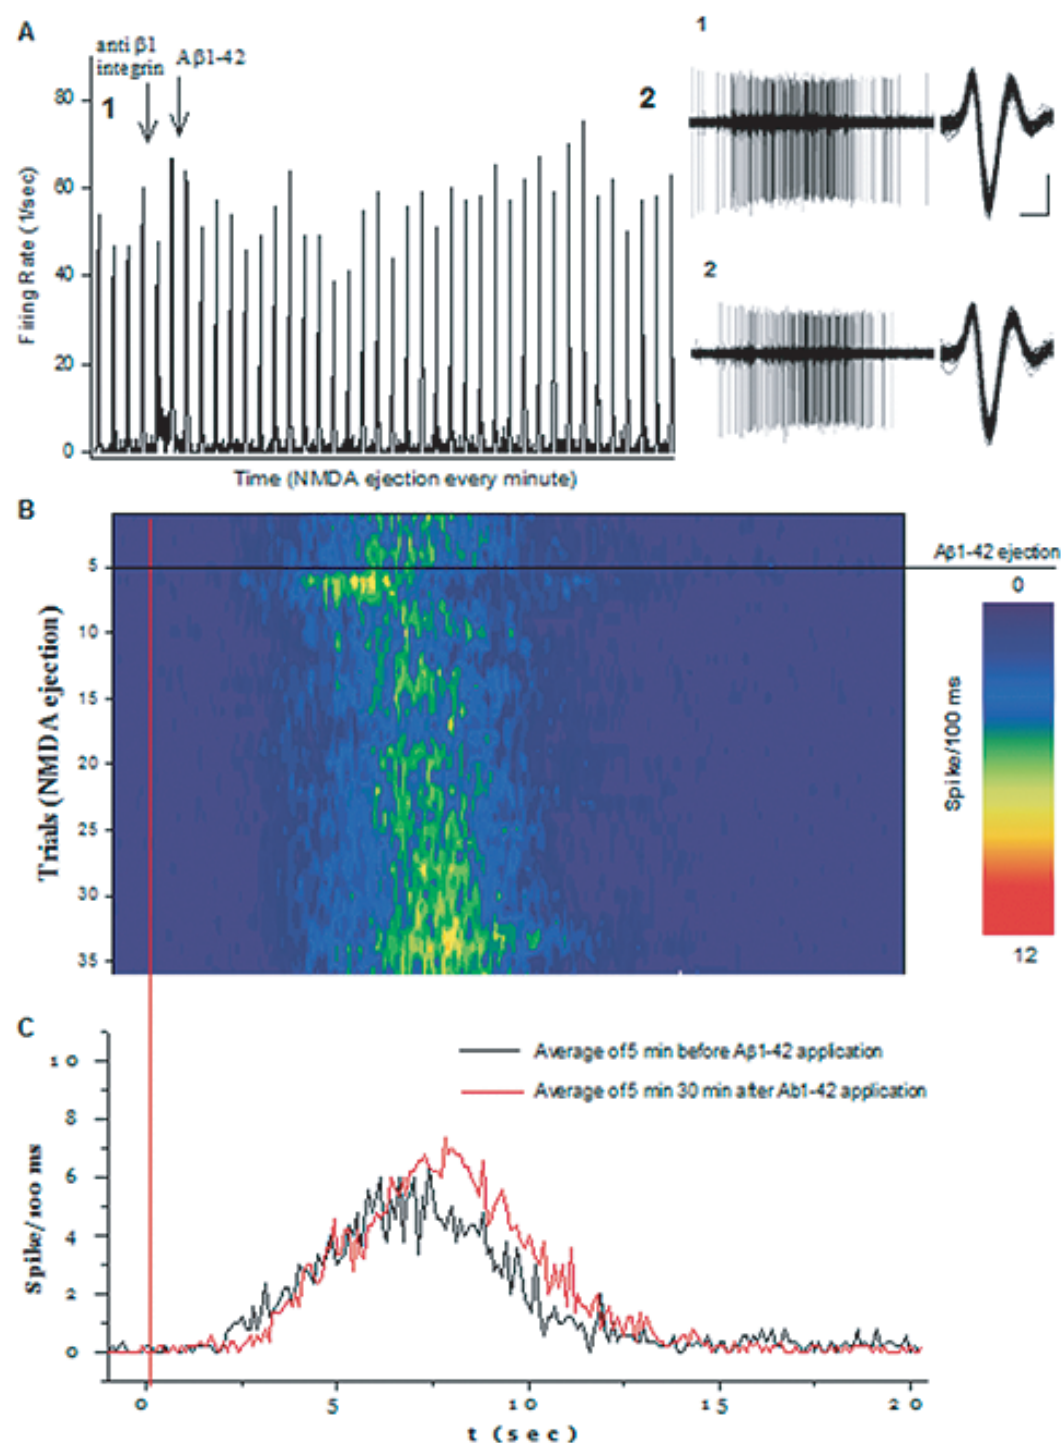 A
anti β1
integrin
Aβ1-42
1
2
80
60
40
20
0
Firing Rate (1/sec)
Time (NMDA ejection every minute)
1
2
B
5
10
15
20
25
30
35
Trials (NMDA ejection)
Aβ1-42 ejection
0
Spike/100 ms
12
C
Average of 5 min before Aβ1-42 application
Average of 5 min 30 min after Ab1-42 application
10
8
6
4
2
0
Spike/100 ms
0 5 10 15 20
t (sec)